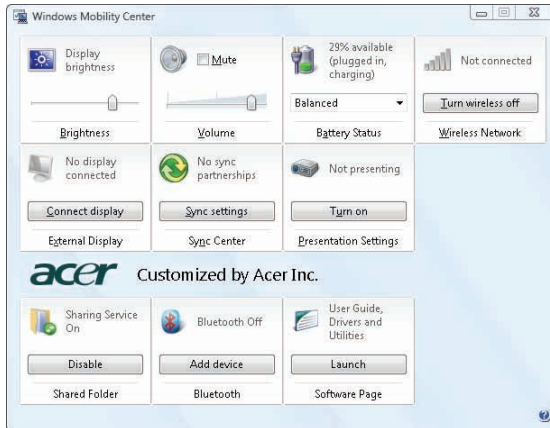 Windows Mobility Center
Display
brightness
Brightness
Mute
Volume
29% available
(plugged in,
charging)
Balanced
Battery Status
Not connected
Turn wireless off
Wireless Network
No display
connected
Connect display
External Display
No sync
partnerships
Sync settings
Sync Center
Not presenting
Turn on
Presentation Settings
acer Customized by Acer Inc.
Sharing Service
On
Disable
Shared Folder
Bluetooth Off
Add device
Bluetooth
User Guide,
Drivers and
Utilities
Launch
Software Page